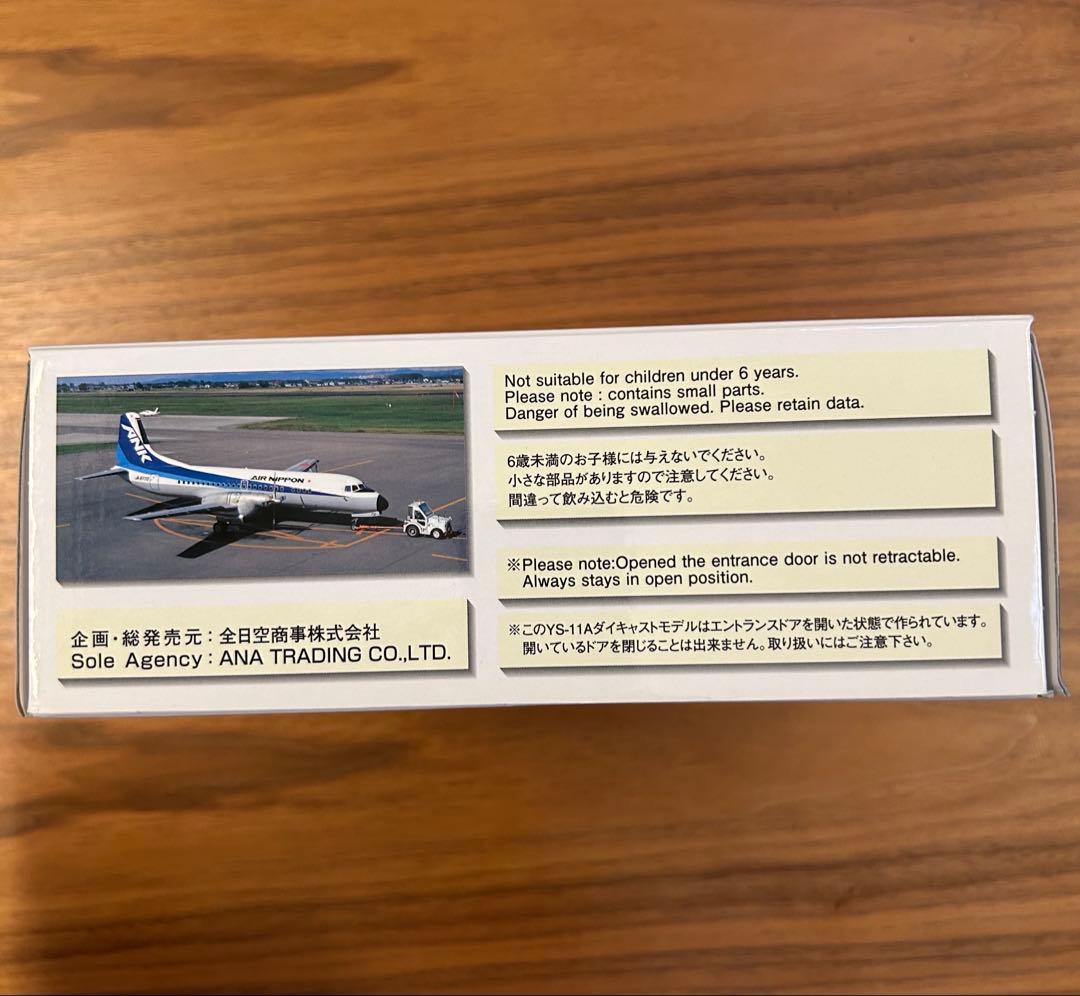 ANK
AIR NIPPON
企画・総発売元：全日空商事株式会社
Sole Agency : ANA TRADING CO.,LTD.
Not suitable for children under 6 years.
Please note : contains small parts.
Danger of being swallowed. Please retain data.
6歳未満のお子様には与えないでください。
小さな部品がありますので注意してください。
間違って飲み込むと危険です。
※Please note:Opened the entrance door is not retractable.
Always stays in open position.
※このYS-11Aダイキャストモデルはエントランスドアを開いた状態で作られています。
開いているドアを閉じることは出来ません。取り扱いにはご注意下さい。